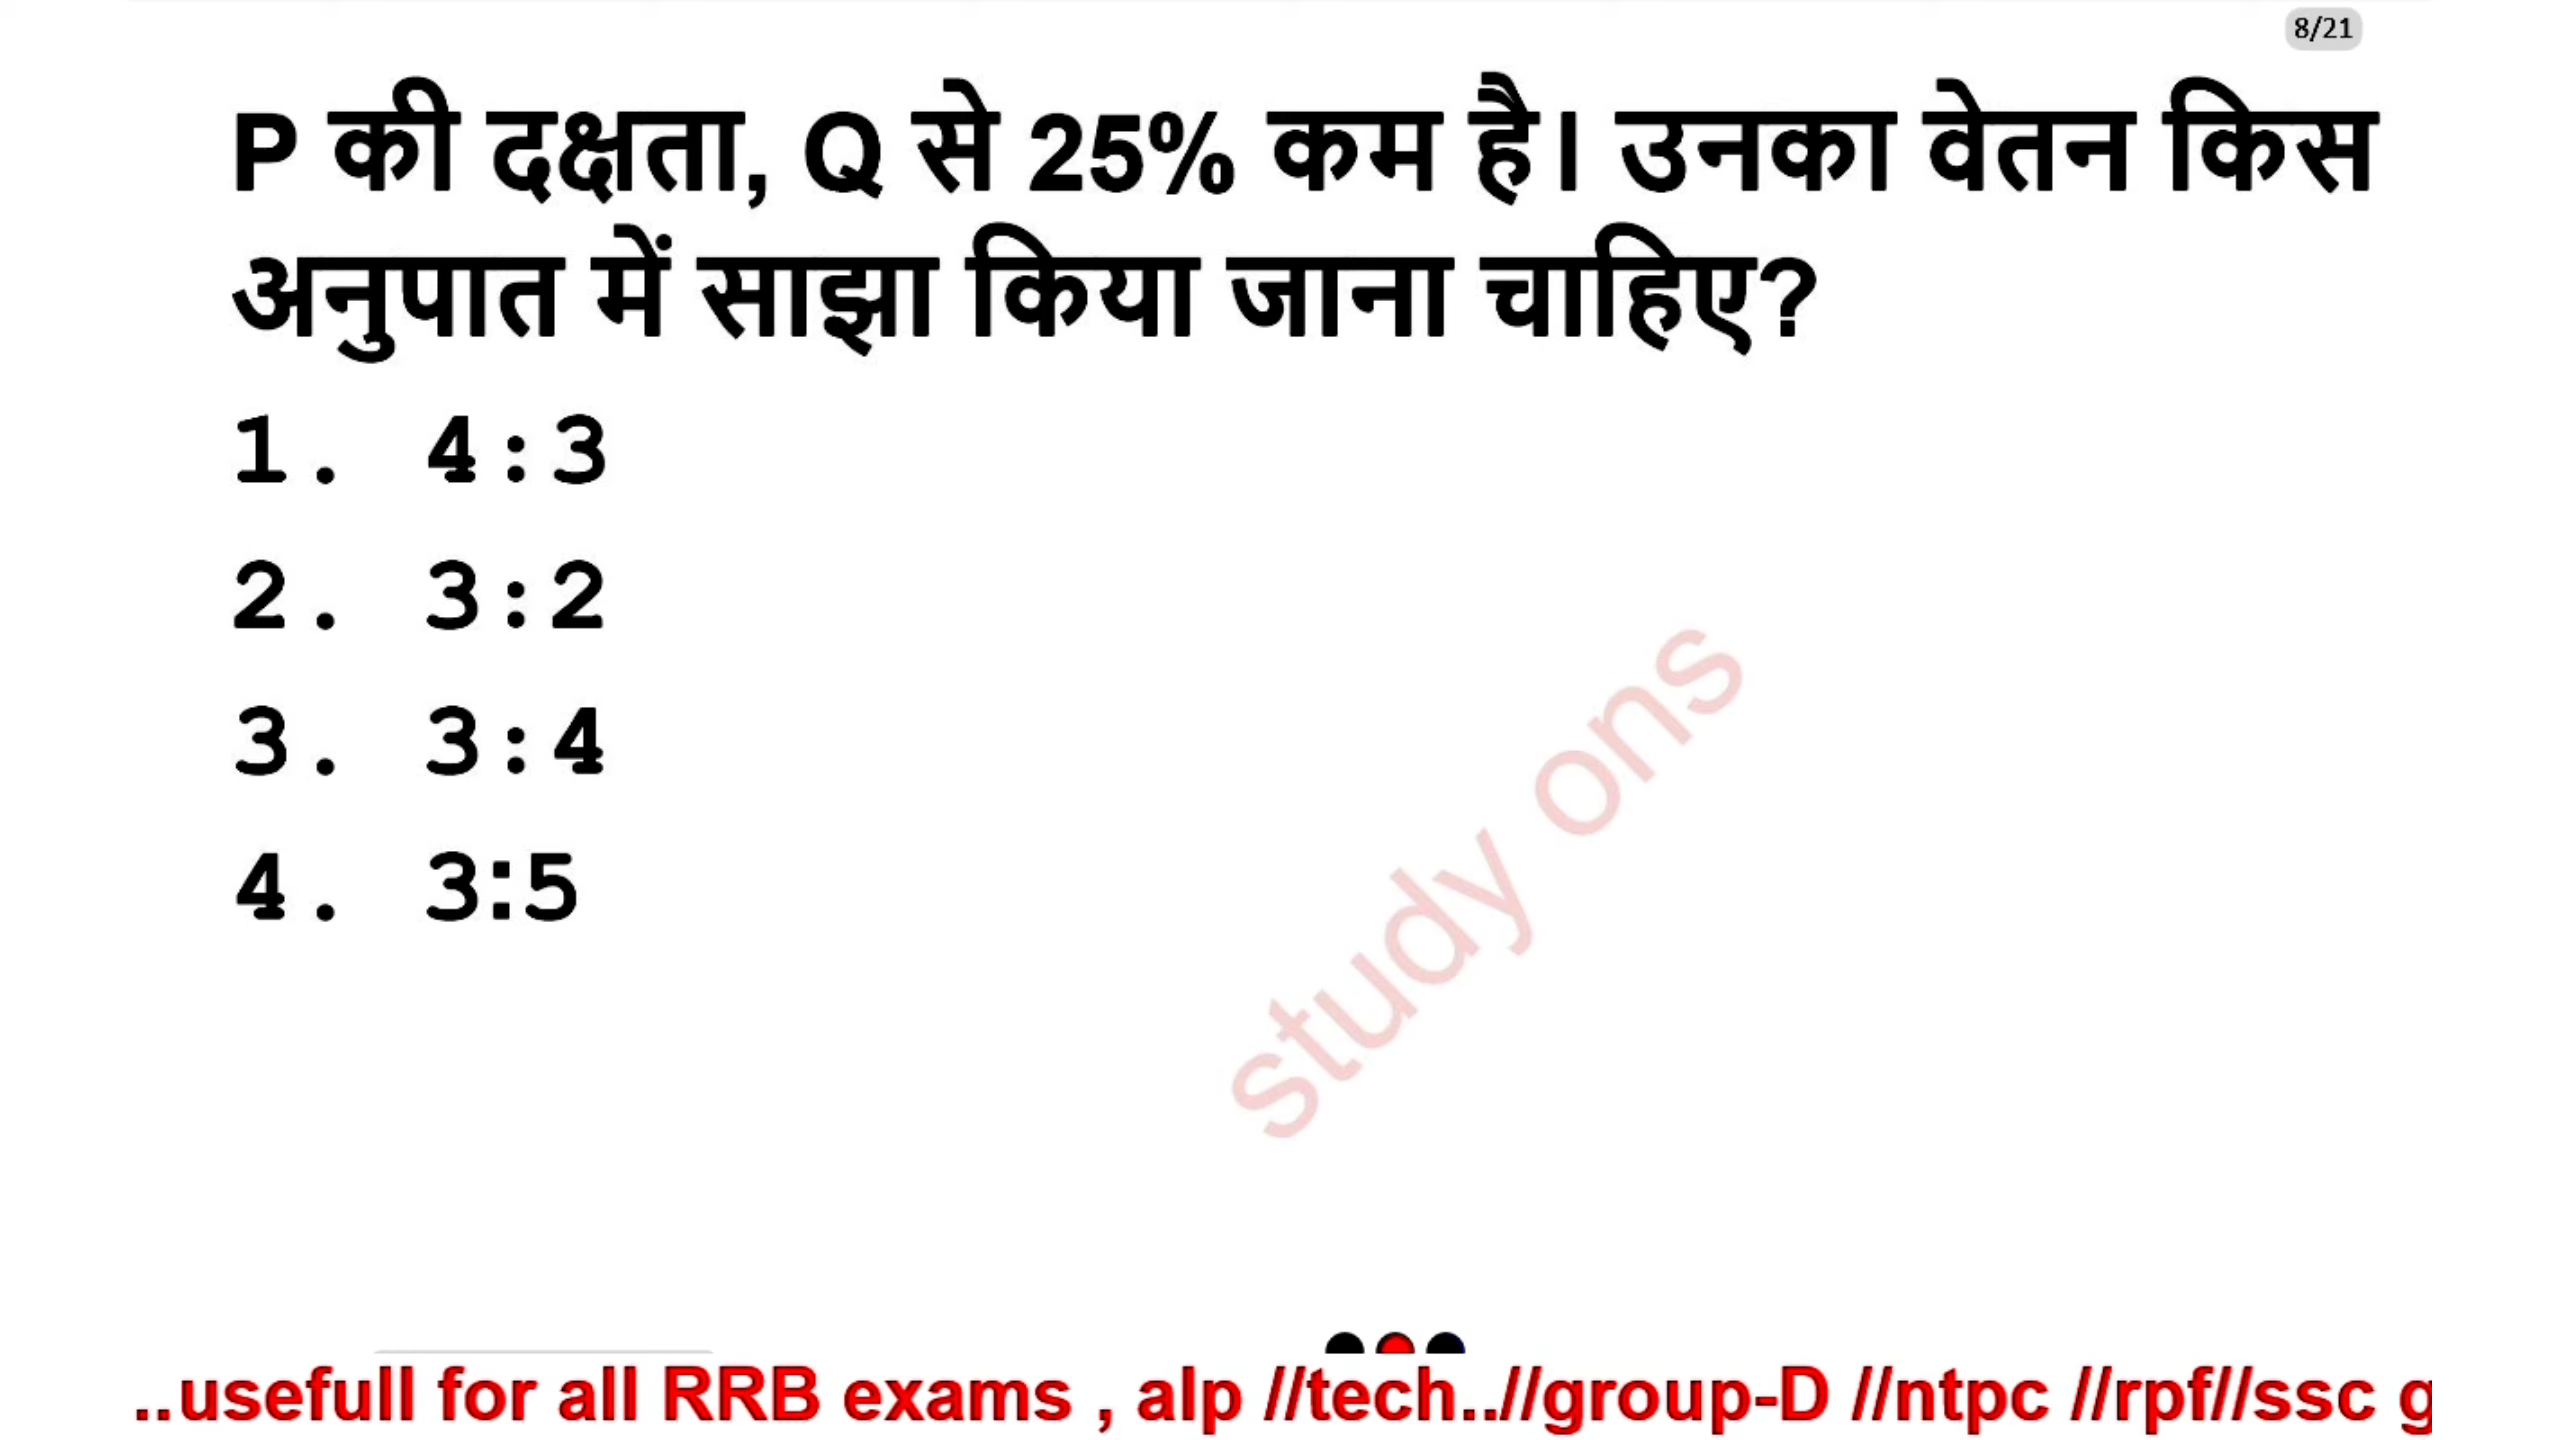 8/21
P की दक्षता, Q से 25% कम है। उनका वेतन किस
अनुपात में साझा किया जाना चाहिए?
1. 4:3
2. 3:2
3. 3:4
4. 3:5
study ons
..usefull for all RRB exams , alp //tech..//group-D //ntpc //rpf//ssc g